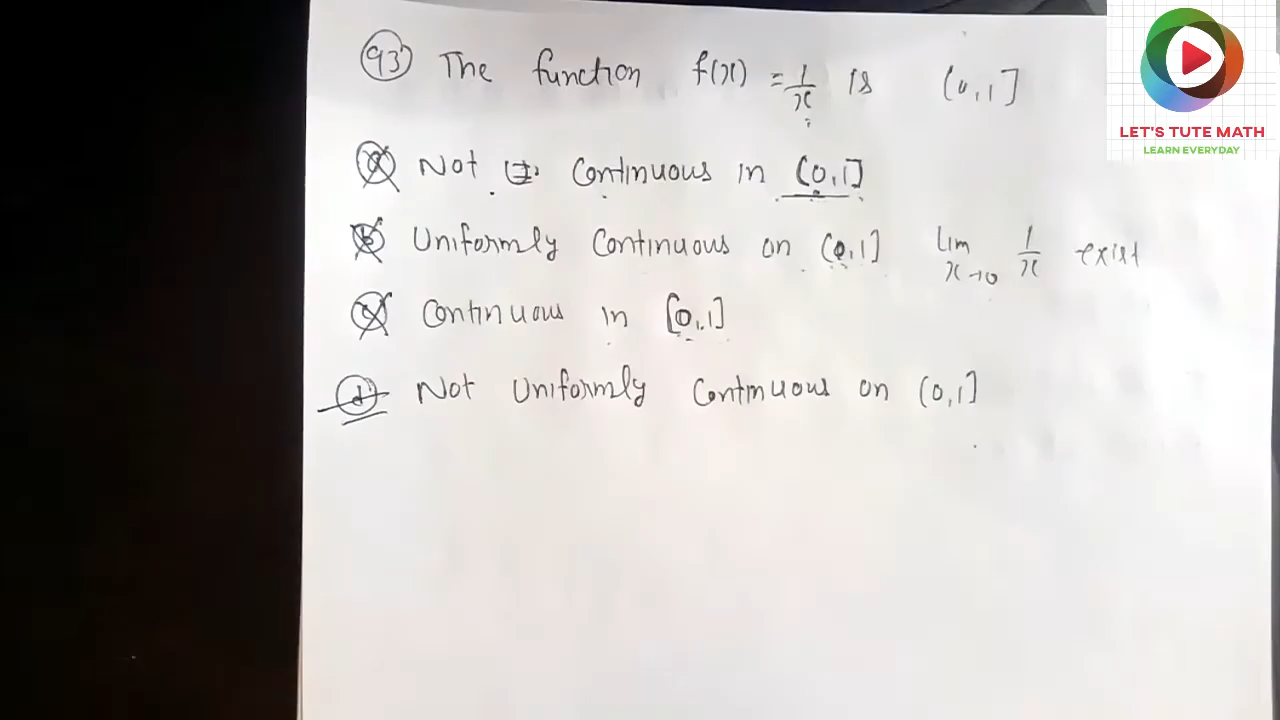 93) The function f(x) = 1/x is (0,1]
LET'S TUTE MATH
LEARN EVERYDAY
a) Not continuous in (0,1]
b) Uniformly continuous on (0,1] lim x→0 1/x exist
c) Continuous in [0,1]
d) Not Uniformly continuous on (0,1]